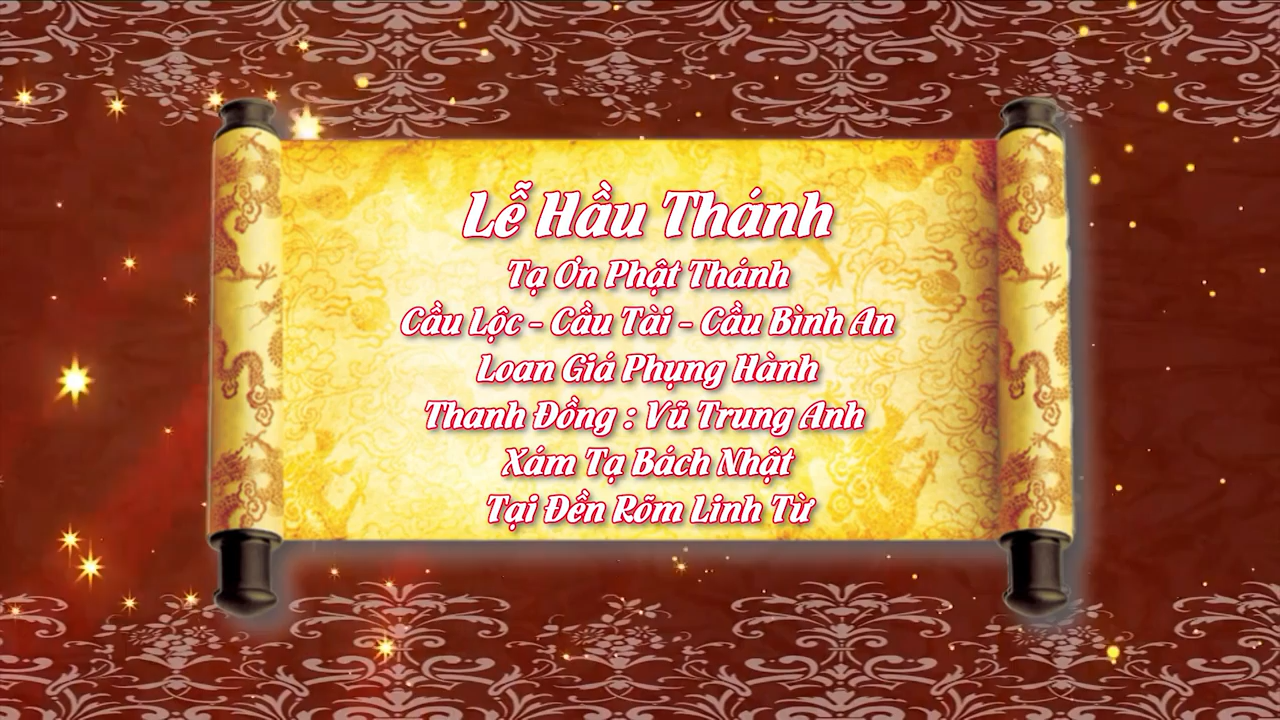 Lễ Hầu Thánh
Tạ Ơn Phật Thánh
Cầu Lộc - Cầu Tài - Cầu Bình An
Loan Giá Phụng Hành
Thanh Đồng : Vũ Trung Anh
Xám Tạ Bách Nhật
Tại Đền Rõm Linh Từ